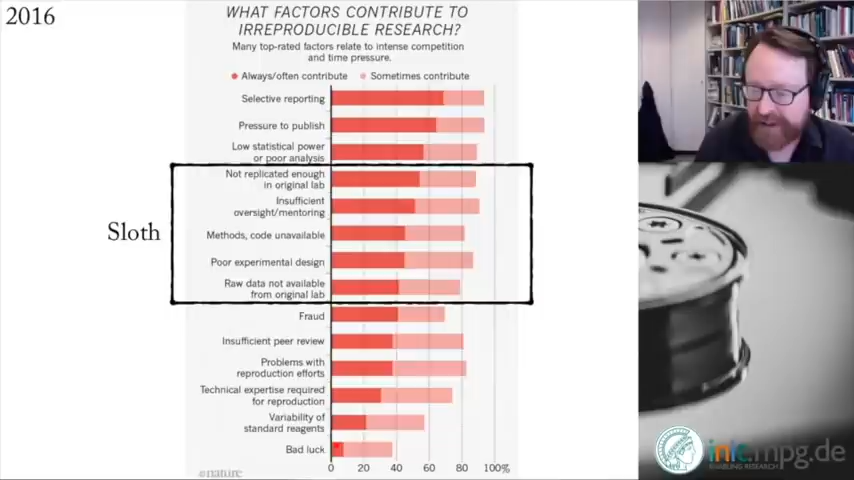 2016
WHAT FACTORS CONTRIBUTE TO
IRREPRODUCIBLE RESEARCH?
Many top-rated factors relate to intense competition
and time pressure.
Always/often contribute Sometimes contribute
Selective reporting
Pressure to publish
Low statistical power
or poor analysis
Not replicated enough
in original lab
Insufficient
oversight/mentoring
Sloth
Methods, code unavailable
Poor experimental design
Raw data not available
from original lab
Fraud
Insufficient peer review
Problems with
reproduction efforts
Technical expertise required
for reproduction
Variability of
standard reagents
Bad luck
0 20 40 60 80 100%
©nature
inic.mpg.de
ENABLING RESEARCH